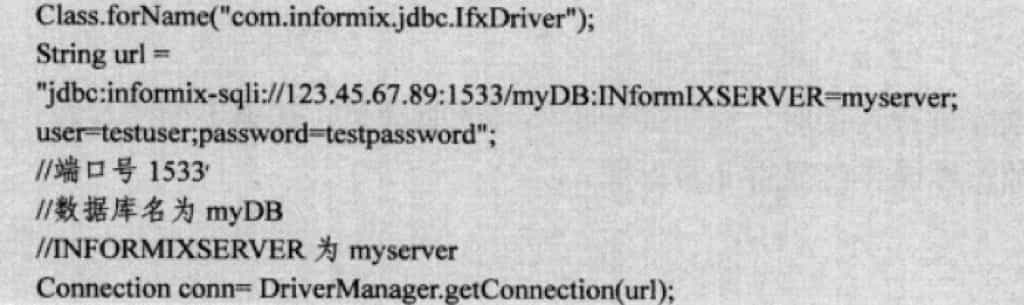 Class.forName("com.informix.jdbc.IfxDriver");
String url =
"jdbc:informix-sqli://123.45.67.89:1533/myDB:INformIXSERVER=myserver;
user=testuser;password=testpassword";
//端口号 1533
//数据库名为 myDB
//INFORMIXSERVER 为 myserver
Connection conn= DriverManager.getConnection(url);